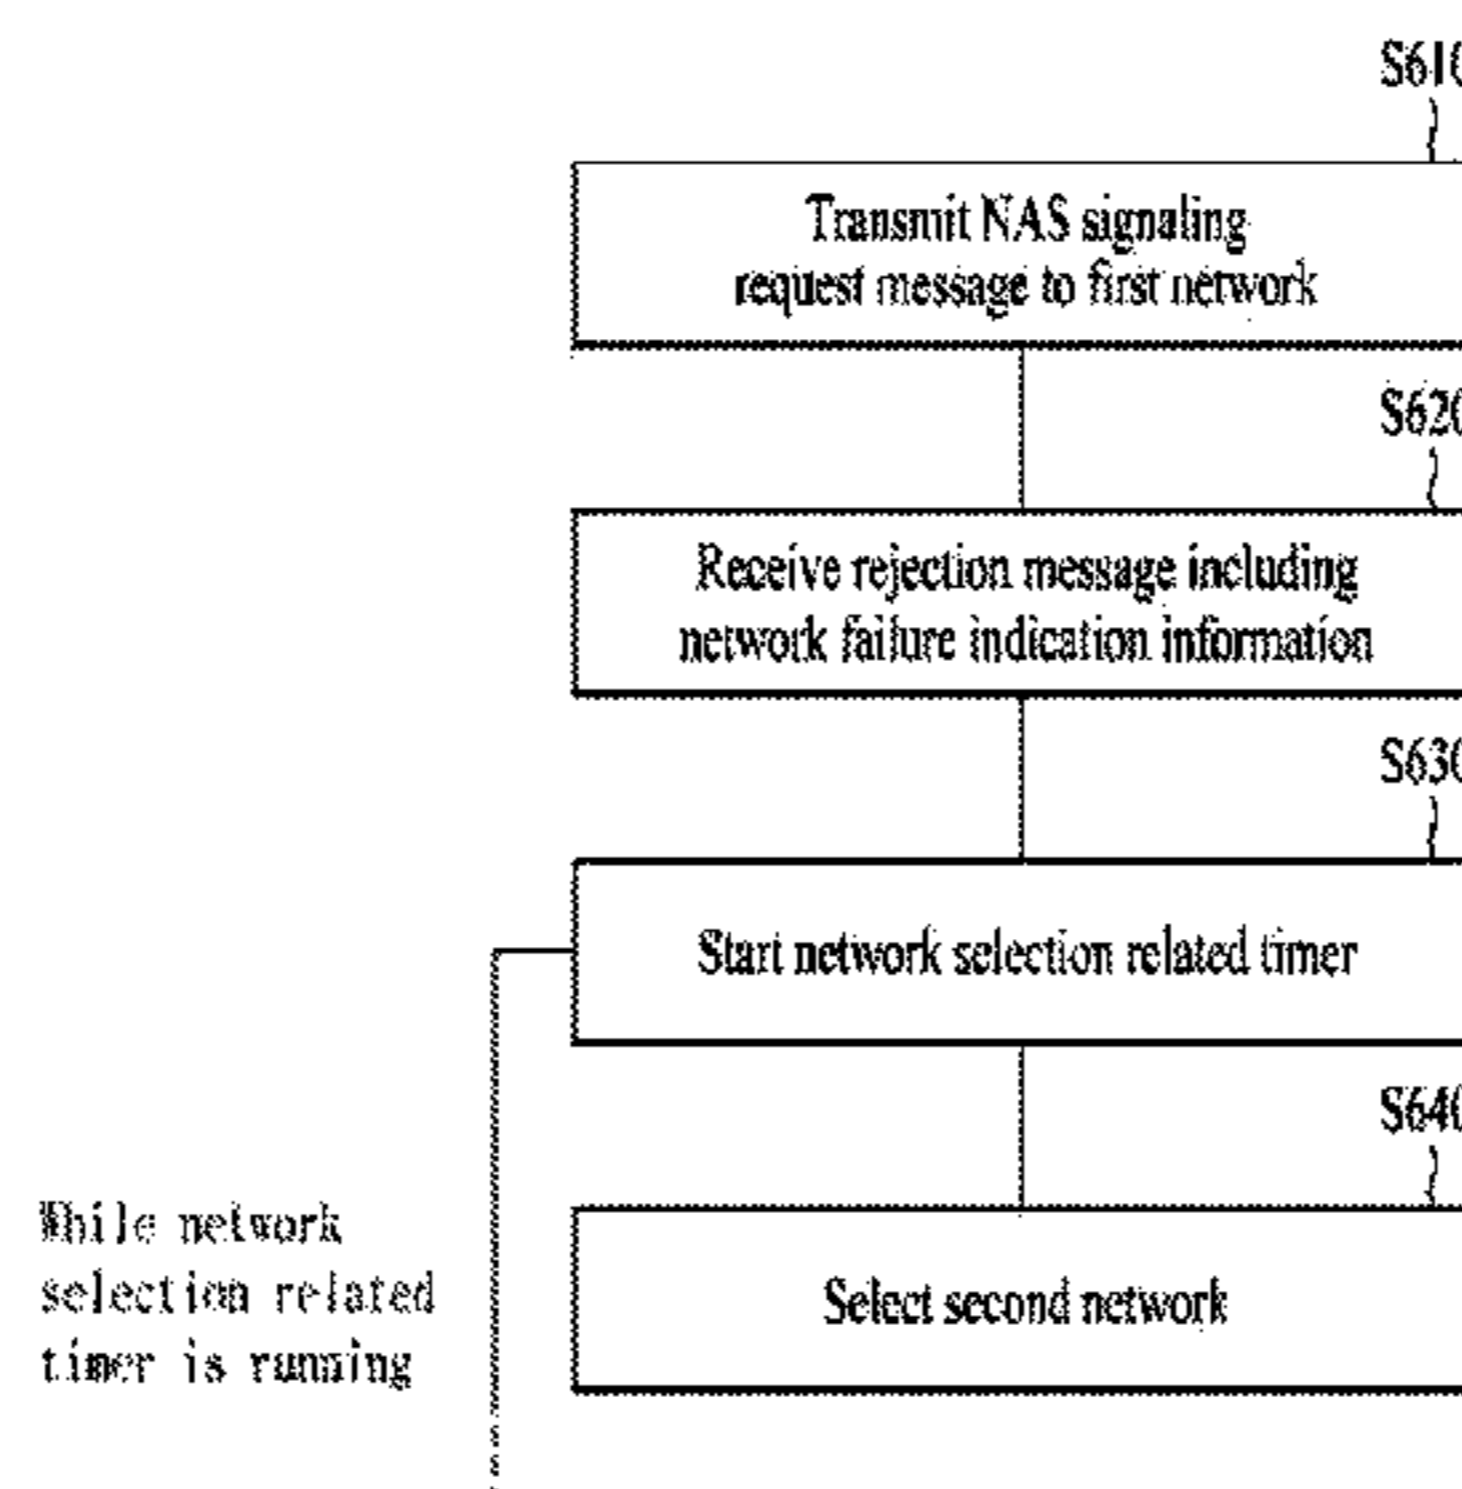 S610
Transmit NAS signaling
request message to first network
S620
Receive rejection message including
network failure indication information
S630
Start network selection related timer
S640
Select second network
While network
selection related
timer is running